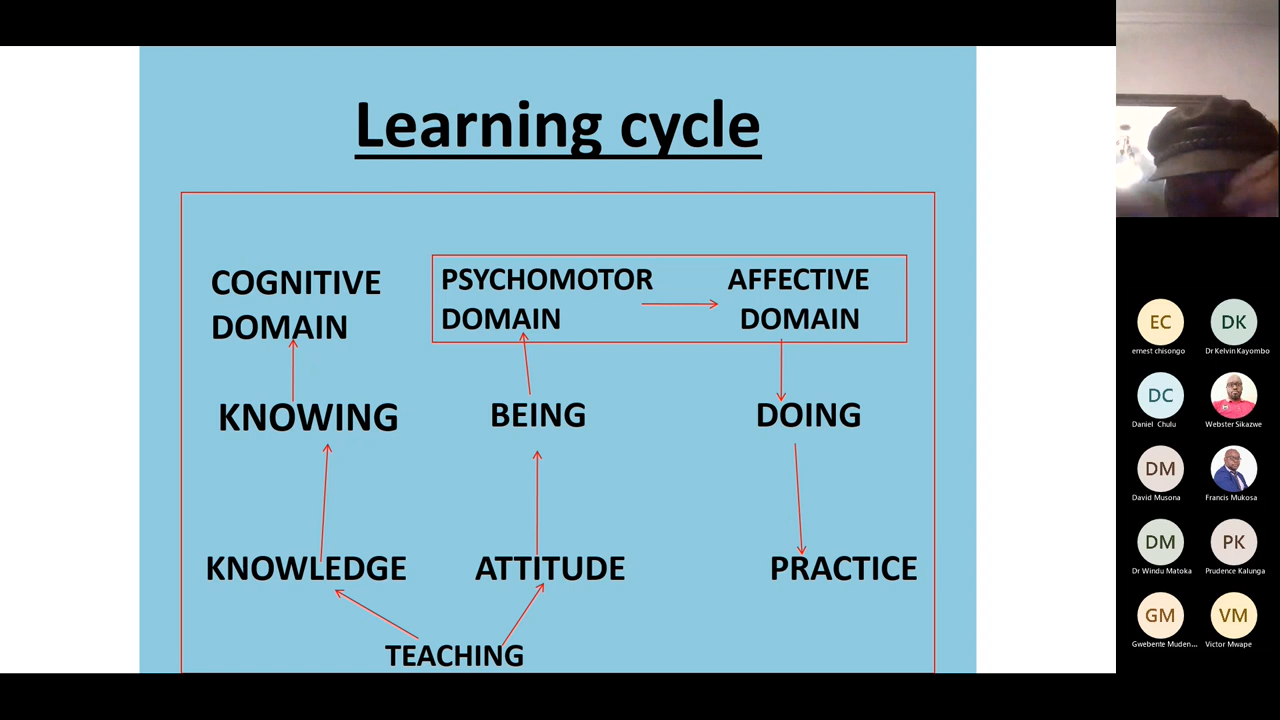 Learning cycle
COGNITIVE
DOMAIN
PSYCHOMOTOR
DOMAIN
AFFECTIVE
DOMAIN
KNOWING
BEING
DOING
KNOWLEDGE
ATTITUDE
PRACTICE
TEACHING
EC
ernest chisongo
DK
Dr Kelvin Kayombo
DC
Daniel Chulu
Webster Sikazwe
DM
David Musona
Francis Mukosa
DM
Dr Windu Matoka
PK
Prudence Kalunga
GM
Gwebente Muden...
VM
Victor Mwape